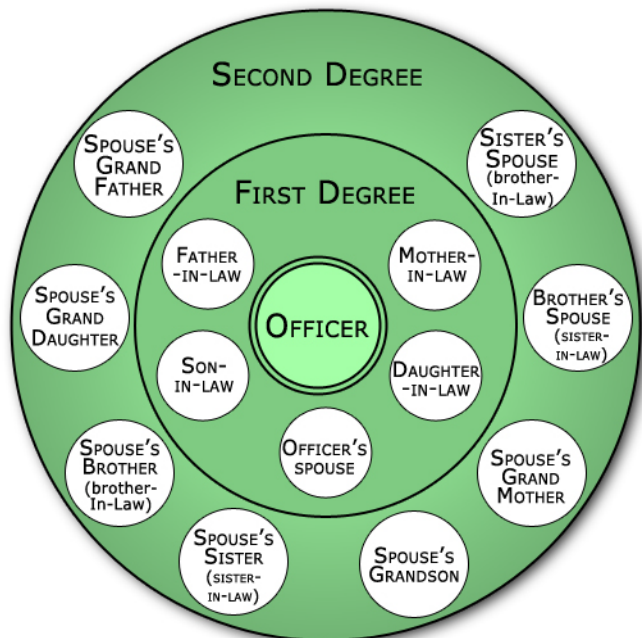 SECOND DEGREE
SPOUSE'S
GRAND
FATHER
SISTER'S
SPOUSE
(brother-
In-Law)
FIRST DEGREE
FATHER
-IN-LAW
MOTHER-
IN-LAW
SPOUSE'S
GRAND
DAUGHTER
OFFICER
BROTHER'S
SPOUSE
(SISTER-
IN-LAW)
SON-
IN-LAW
DAUGHTER
-IN-LAW
OFFICER'S
SPOUSE
SPOUSE'S
BROTHER
(brother-
In-Law)
SPOUSE'S
GRAND
MOTHER
SPOUSE'S
SISTER
(SISTER-
IN-LAW)
SPOUSE'S
GRANDSON